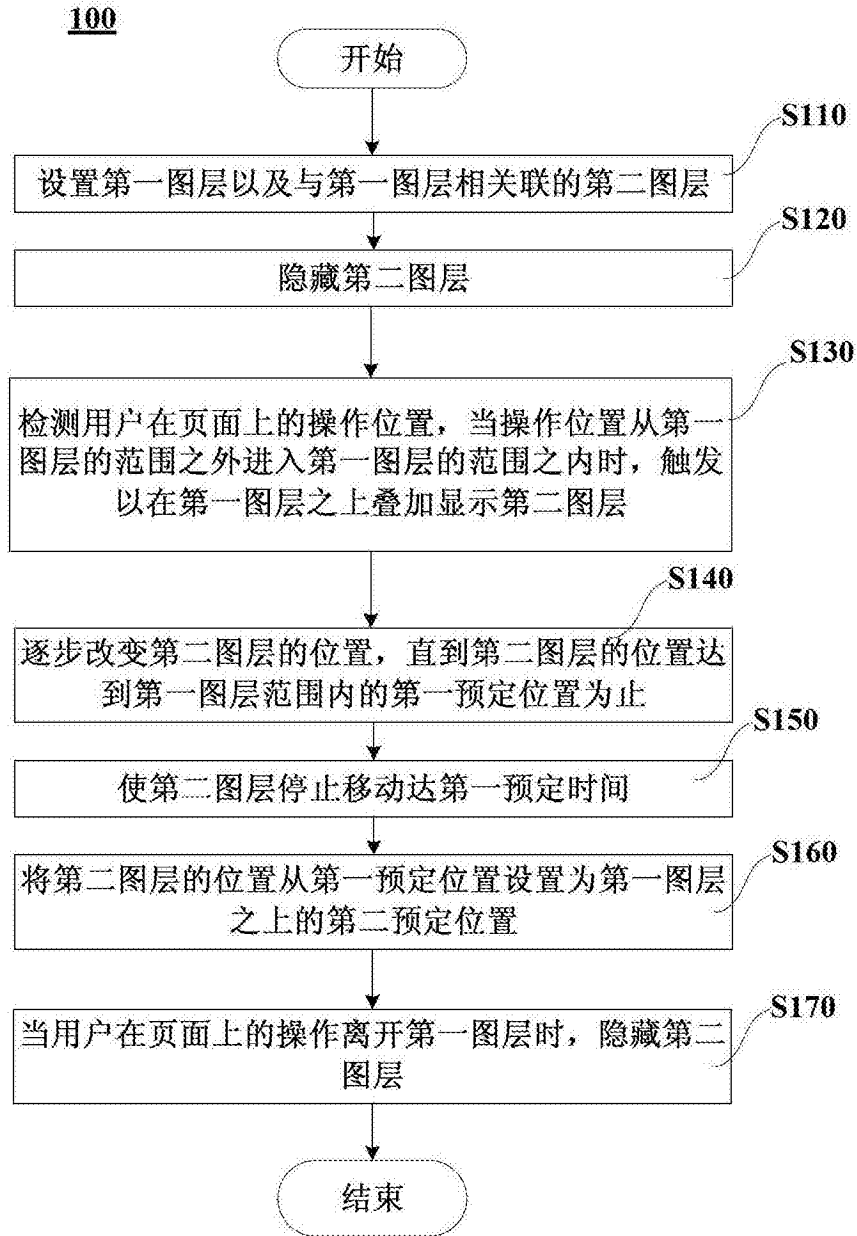 100
开始
S110
设置第一图层以及与第一图层相关联的第二图层
S120
隐藏第二图层
S130
检测用户在页面上的操作位置，当操作位置从第一
图层的范围之外进入第一图层的范围之内时，触发
以在第一图层之上叠加显示第二图层
S140
逐步改变第二图层的位置，直到第二图层的位置达
到第一图层范围内的第一预定位置为止
S150
使第二图层停止移动达第一预定时间
S160
将第二图层的位置从第一预定位置设置为第一图层
之上的第二预定位置
S170
当用户在页面上的操作离开第一图层时，隐藏第二
图层
结束